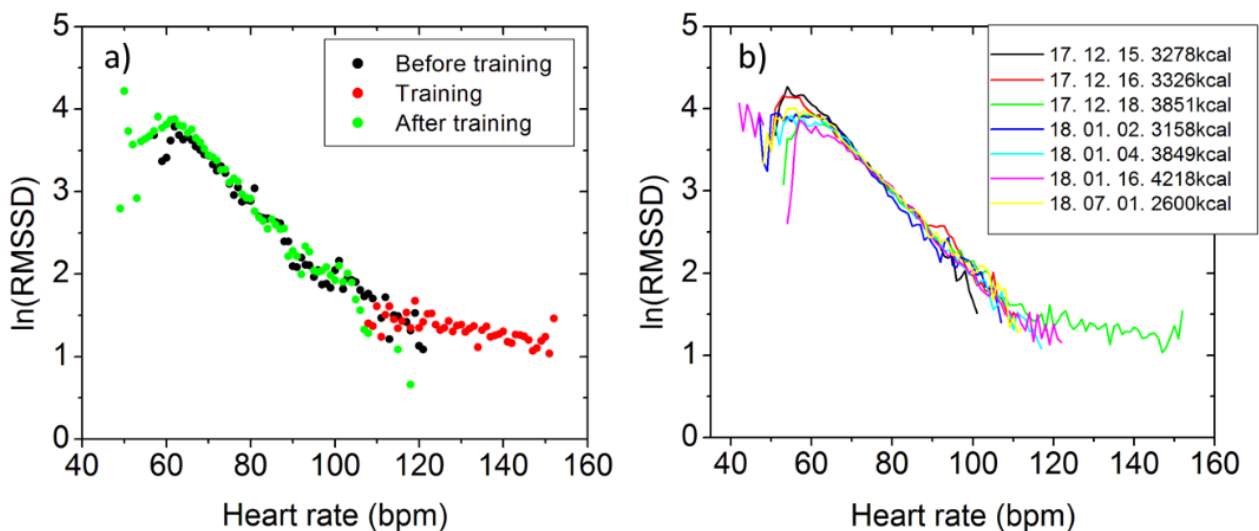 a)
Before training
Training
After training
5
4
3
2
1
0
ln(RMSSD)
40 60 80 100 120 140 160
Heart rate (bpm)
b)
17. 12. 15. 3278kcal
17. 12. 16. 3326kcal
17. 12. 18. 3851kcal
18. 01. 02. 3158kcal
18. 01. 04. 3849kcal
18. 01. 16. 4218kcal
18. 07. 01. 2600kcal
5
4
3
2
1
0
ln(RMSSD)
40 60 80 100 120 140 160
Heart rate (bpm)